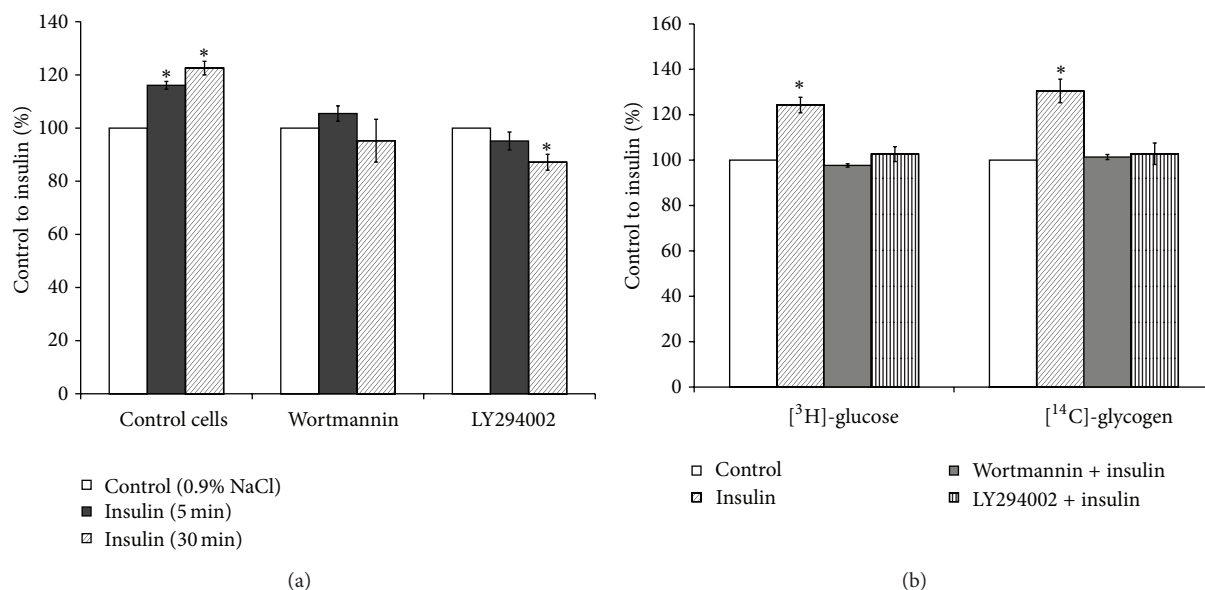 140
120
100
80
60
40
20
0
Control to insulin (%)
*
*
*
Control cells Wortmannin LY294002
Control (0.9% NaCl)
Insulin (5 min)
Insulin (30 min)
(a)
160
140
120
100
80
60
40
20
0
Control to insulin (%)
*
*
[³H]-glucose [¹⁴C]-glycogen
Control Wortmannin + insulin
Insulin LY294002 + insulin
(b)